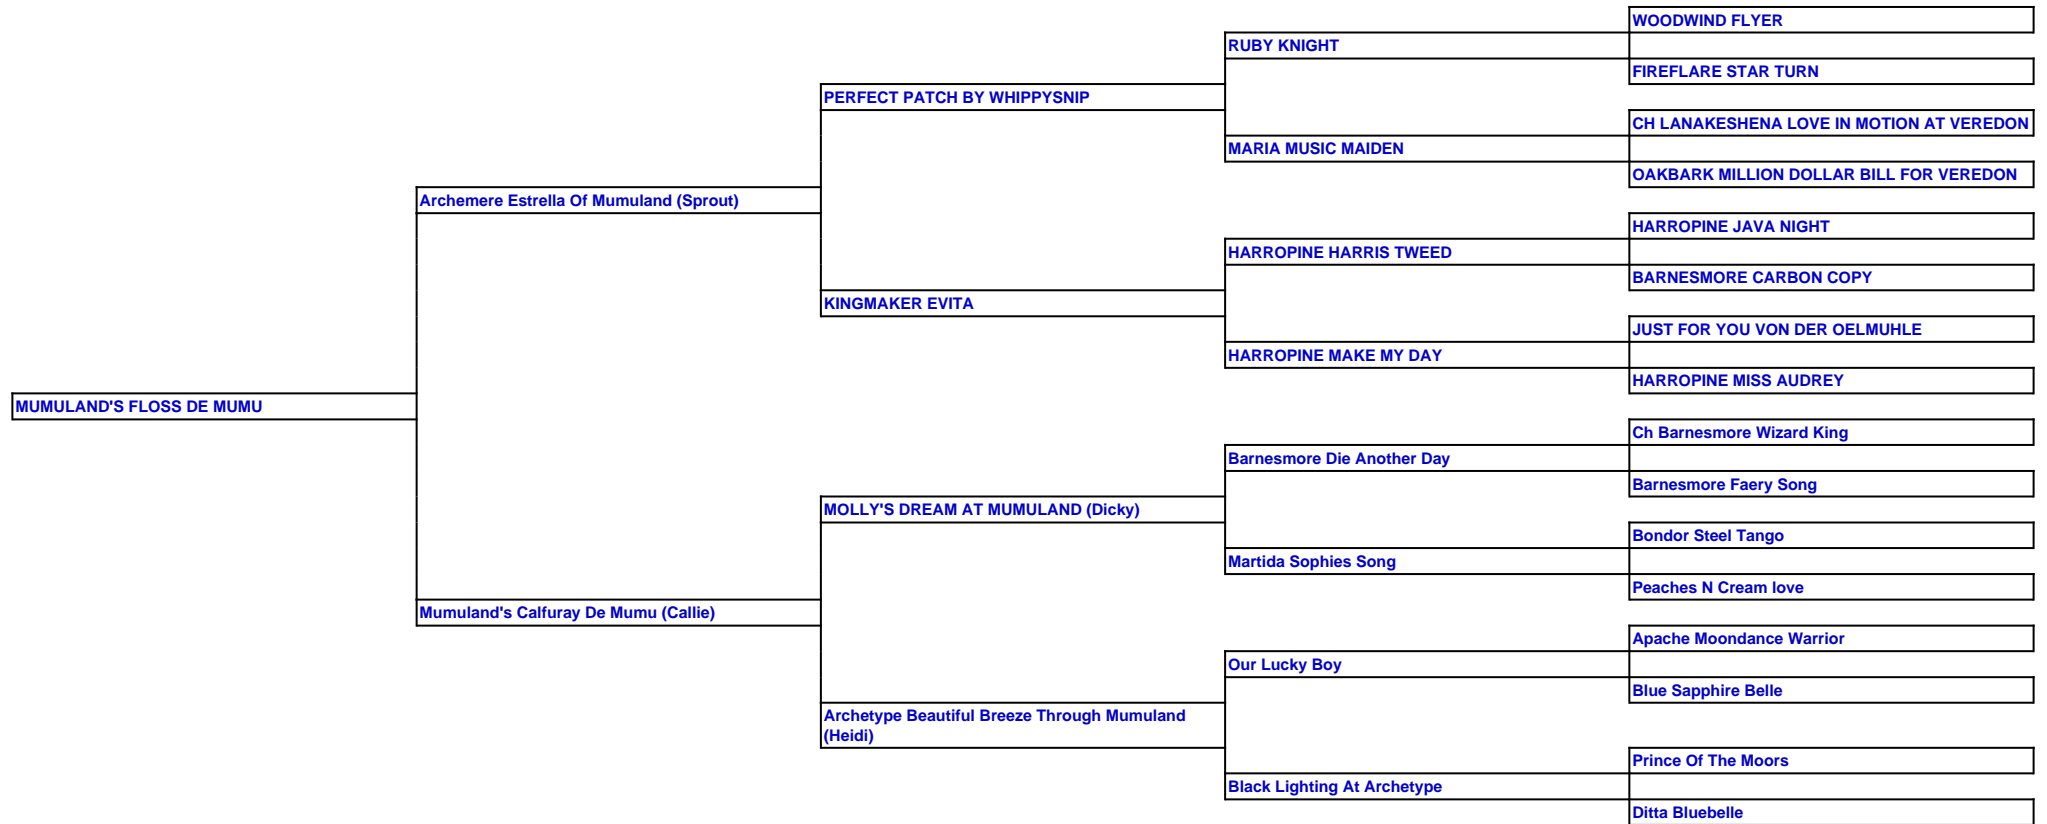 WOODWIND FLYER
RUBY KNIGHT
FIREFLARE STAR TURN
PERFECT PATCH BY WHIPPYSNIP
CH LANAKESHENA LOVE IN MOTION AT VEREDON
MARIA MUSIC MAIDEN
OAKBARK MILLION DOLLAR BILL FOR VEREDON
Archemere Estrella Of Mumuland (Sprout)
HARROPINE JAVA NIGHT
HARROPINE HARRIS TWEED
BARNESMORE CARBON COPY
KINGMAKER EVITA
JUST FOR YOU VON DER OELMUHLE
HARROPINE MAKE MY DAY
HARROPINE MISS AUDREY
MUMULAND'S FLOSS DE MUMU
Ch Barnesmore Wizard King
Barnesmore Die Another Day
Barnesmore Faery Song
MOLLY'S DREAM AT MUMULAND (Dicky)
Bondor Steel Tango
Martida Sophies Song
Peaches N Cream love
Mumuland's Calfuray De Mumu (Callie)
Apache Moondance Warrior
Our Lucky Boy
Blue Sapphire Belle
Archetype Beautiful Breeze Through Mumuland
(Heidi)
Prince Of The Moors
Black Lighting At Archetype
Ditta Bluebelle